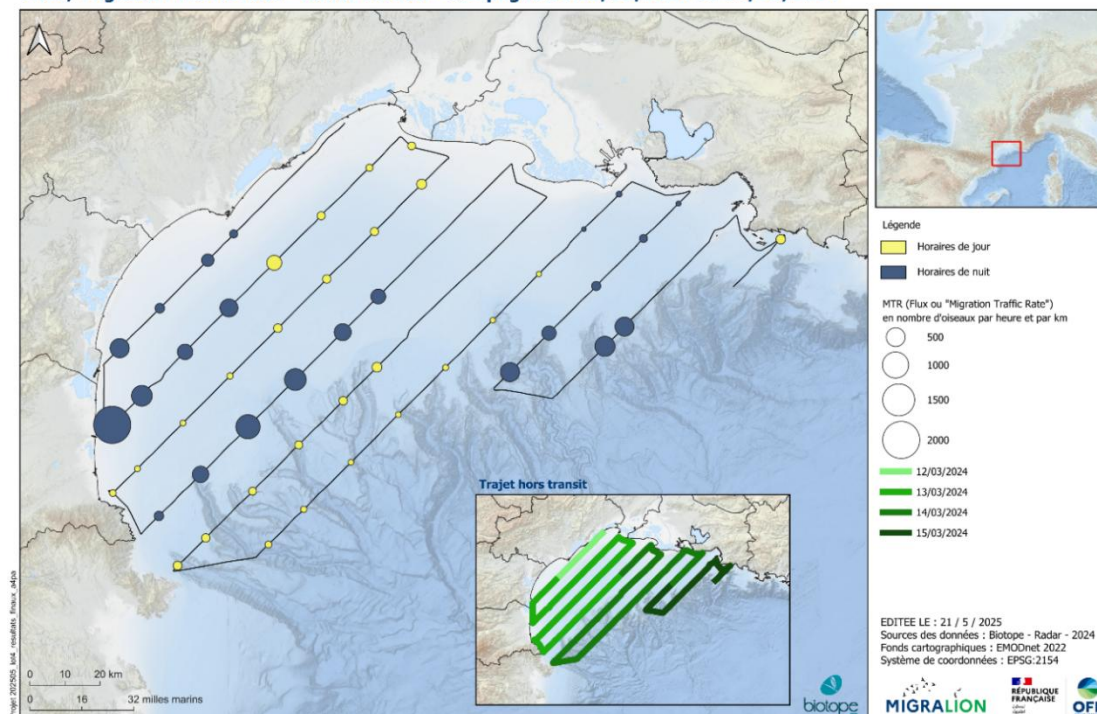 Légende
Horaires de jour
Horaires de nuit
MTR (Flux ou "Migration Traffic Rate")
en nombre d'oiseaux par heure et par km
500
1000
1500
2000
12/03/2024
13/03/2024
14/03/2024
15/03/2024
Trajet hors transit
EDITEE LE : 21 / 5 / 2025
Sources des données : Biotope - Radar - 2024
Fonds cartographiques : EMODnet 2022
Système de coordonnées : EPSG:2154
0 10 20 km
0 16 32 milles marins
biotope
MIGRALION
RÉPUBLIQUE
FRANÇAISE